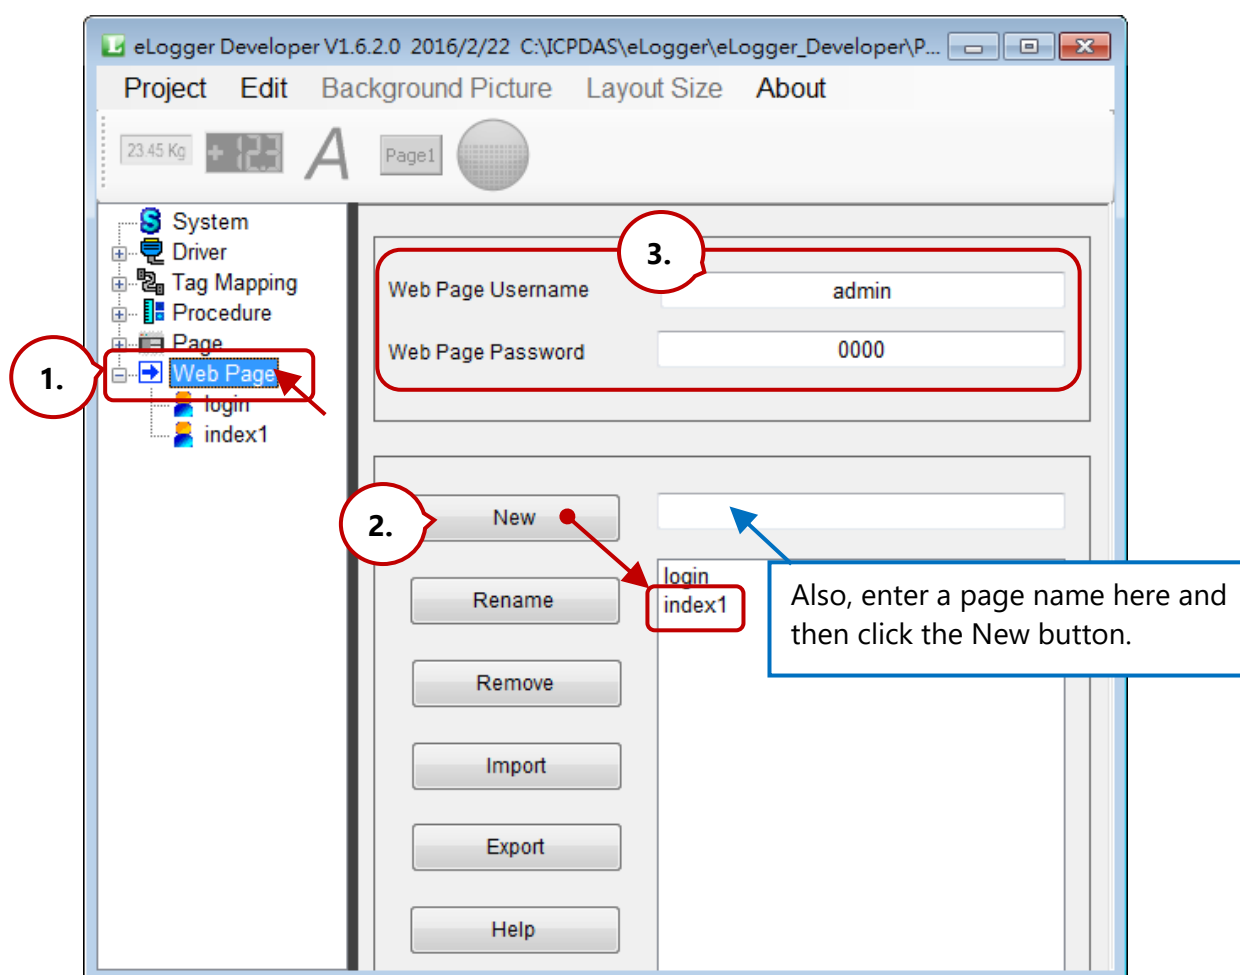 eLogger Developer V1.6.2.0 2016/2/22 C:\ICPDAS\eLogger\eLogger_Developer\P...
Project Edit Background Picture Layout Size About
23.45 Kg +123 A Page1
System
Driver
Tag Mapping
Procedure
Page
Web Page
login
index1
1.
3.
Web Page Username admin
Web Page Password 0000
2.
New
Rename
Remove
Import
Export
Help
login
index1
Also, enter a page name here and
then click the New button.